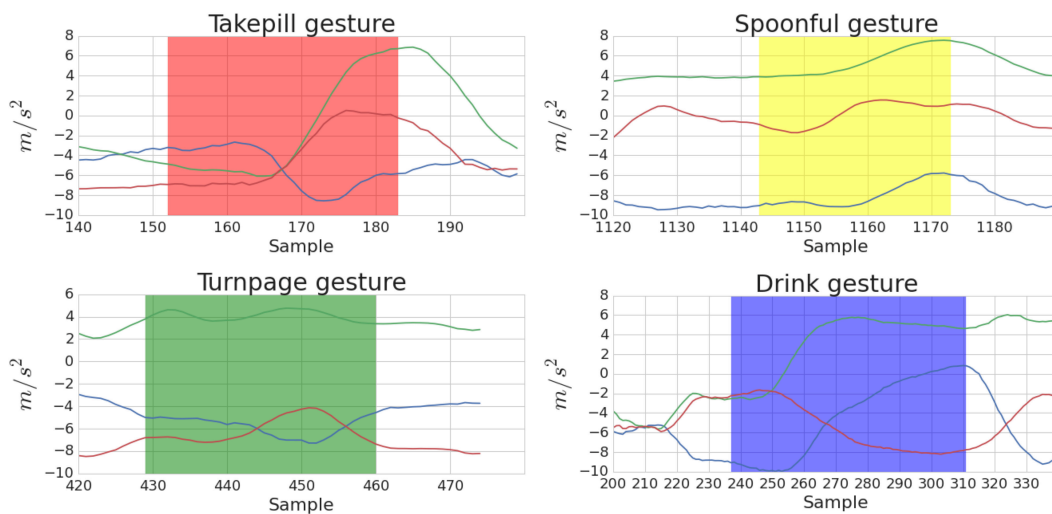 Takepill gesture
8
6
4
2
0
−2
−4
−6
−8
−10
m/s²
140 150 160 170 180 190
Sample
Spoonful gesture
8
6
4
2
0
−2
−4
−6
−8
−10
m/s²
1120 1130 1140 1150 1160 1170 1180
Sample
Turnpage gesture
6
4
2
0
−2
−4
−6
−8
−10
m/s²
420 430 440 450 460 470
Sample
Drink gesture
8
6
4
2
0
−2
−4
−6
−8
−10
m/s²
200 210 220 230 240 250 260 270 280 290 300 310 320 330
Sample